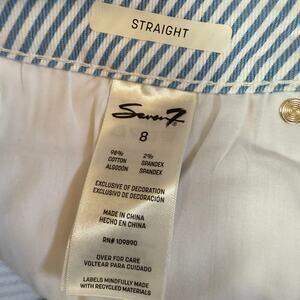 STRAIGHT
Seven7
8
98% 2%
COTTON SPANDEX
ALGODÓN SPANDEX
EXCLUSIVE OF DECORATION
EXCLUSIVO DE DECORACIÓN
MADE IN CHINA
HECHO EN CHINA
RN# 109890
OVER FOR CARE
VOLTEAR PARA CUIDADO
LABELS MINDFULLY MADE
WITH RECYCLED MATERIALS